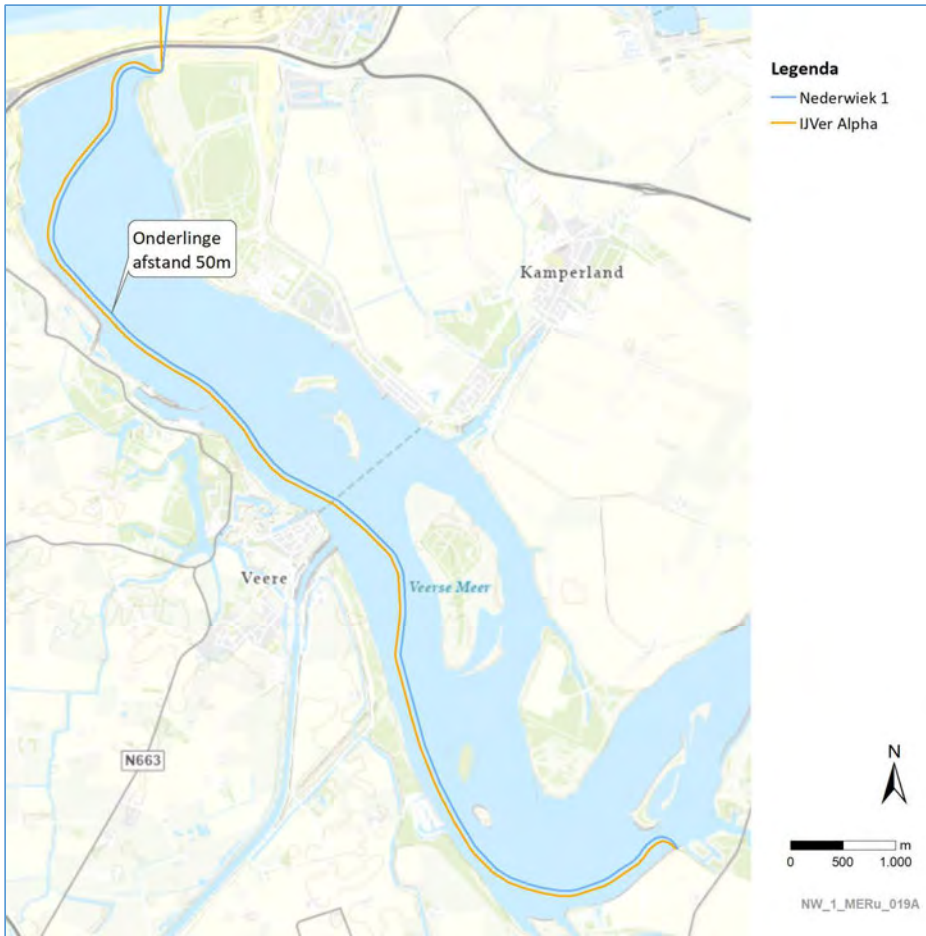 Legenda
Nederwiek 1
IJVer Alpha
Onderlinge
afstand 50m
Kamperland
Veere
Veerse Meer
N663
N
m
0 500 1.000
NW_1_MERu_019A